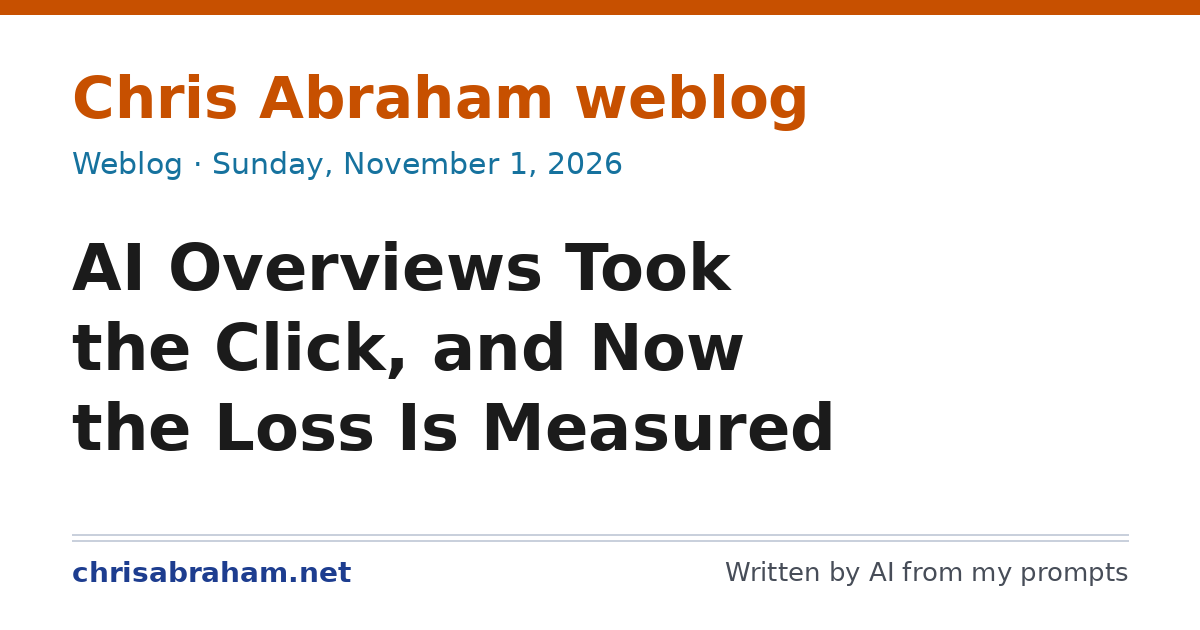 Chris Abraham weblog
Weblog · Sunday, November 1, 2026
AI Overviews Took
the Click, and Now
the Loss Is Measured
chrisabraham.net
Written by AI from my prompts